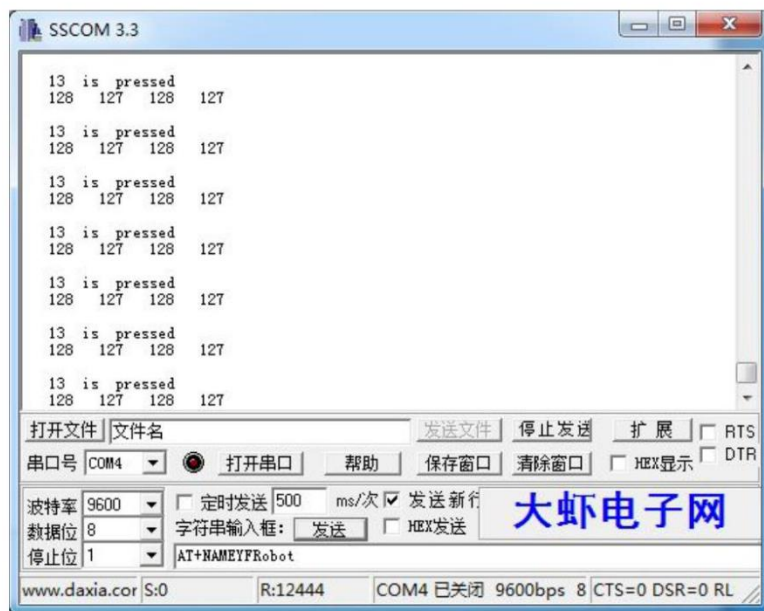 SSCOM 3.3
13 is pressed
128 127 128 127
13 is pressed
128 127 128 127
13 is pressed
128 127 128 127
13 is pressed
128 127 128 127
13 is pressed
128 127 128 127
13 is pressed
128 127 128 127
13 is pressed
128 127 128 127
打开文件 文件名 发送文件 停止发送 扩展 RTS
串口号 COM4 打开串口 帮助 保存窗口 清除窗口 HEX显示 DTR
波特率 9600 定时发送 500 ms/次 发送新行 大虾电子网
数据位 8 字符串输入框： 发送 HEX发送
停止位 1 AT+NAMEYFRobot
www.daxia.cor S:0 R:12444 COM4 已关闭 9600bps 8 CTS=0 DSR=0 RL